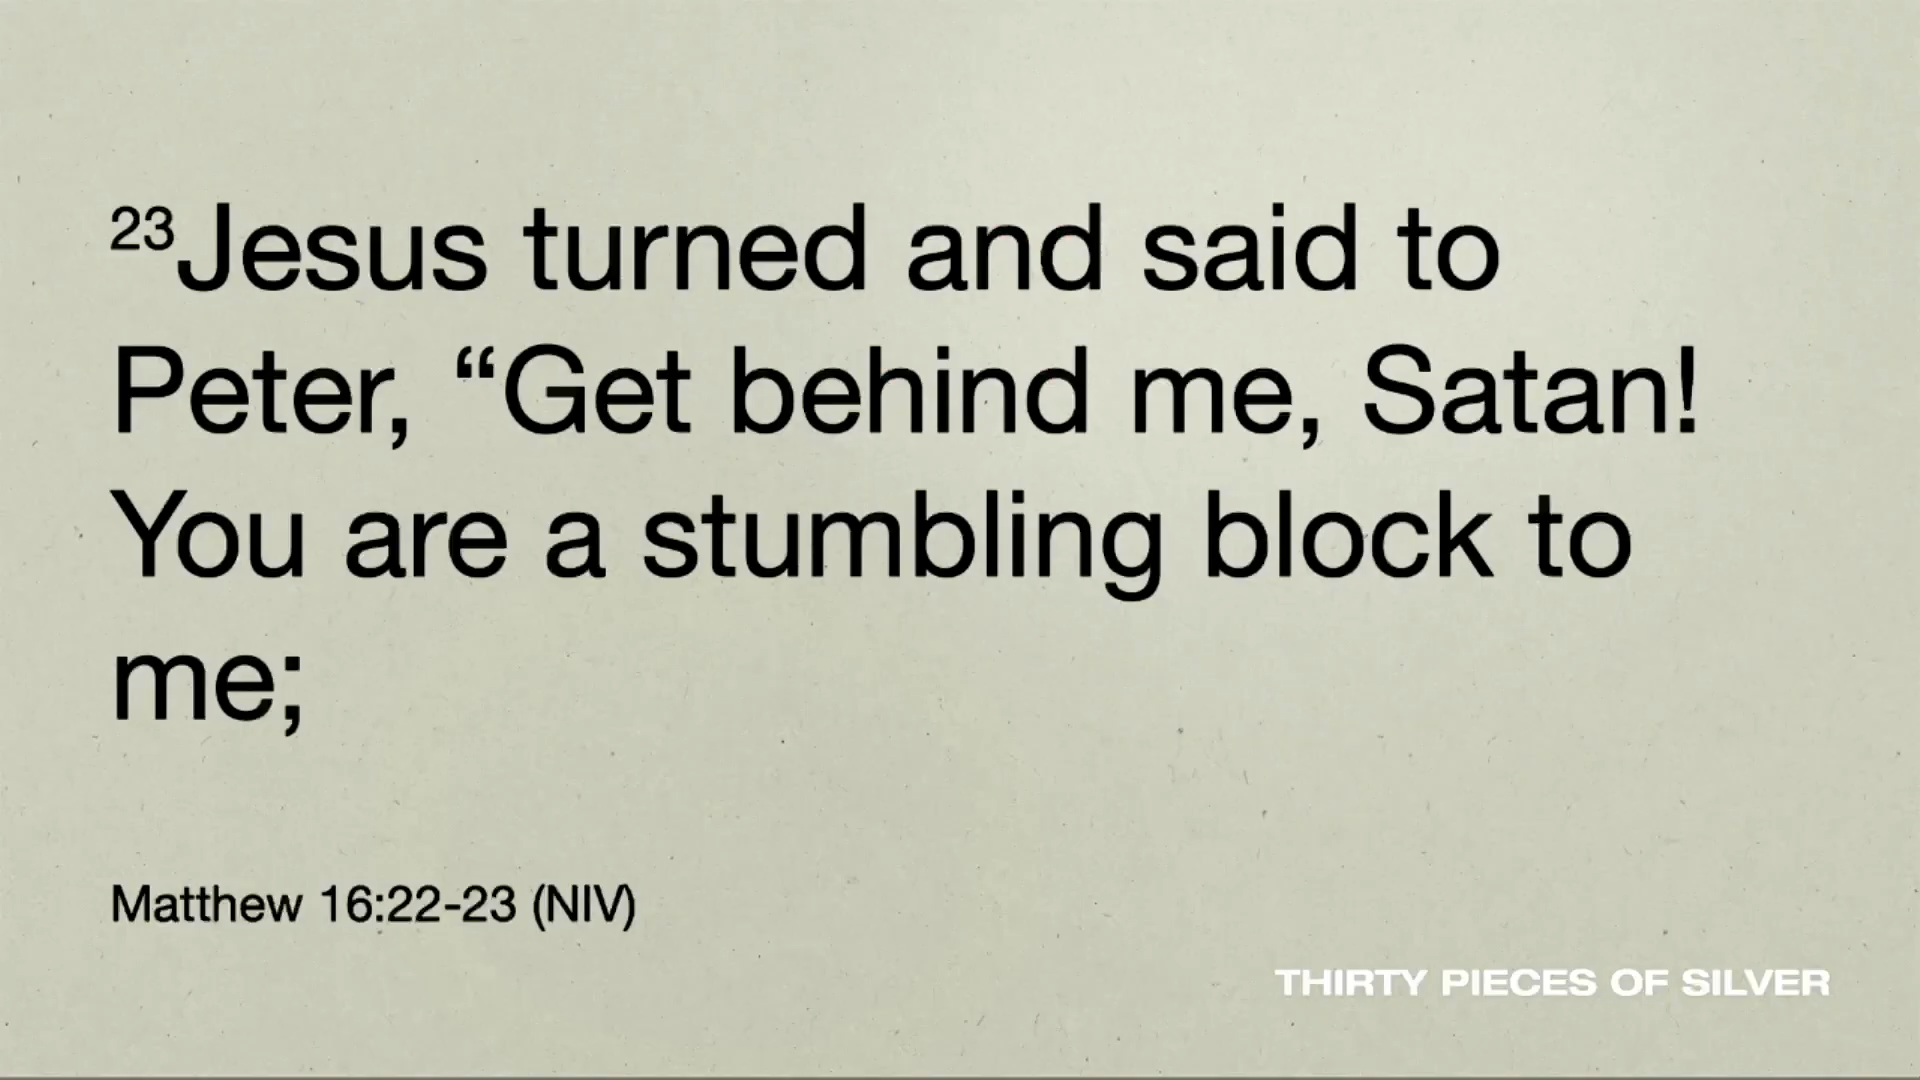 23Jesus turned and said to
Peter, “Get behind me, Satan!
You are a stumbling block to
me;
Matthew 16:22-23 (NIV)
THIRTY PIECES OF SILVER